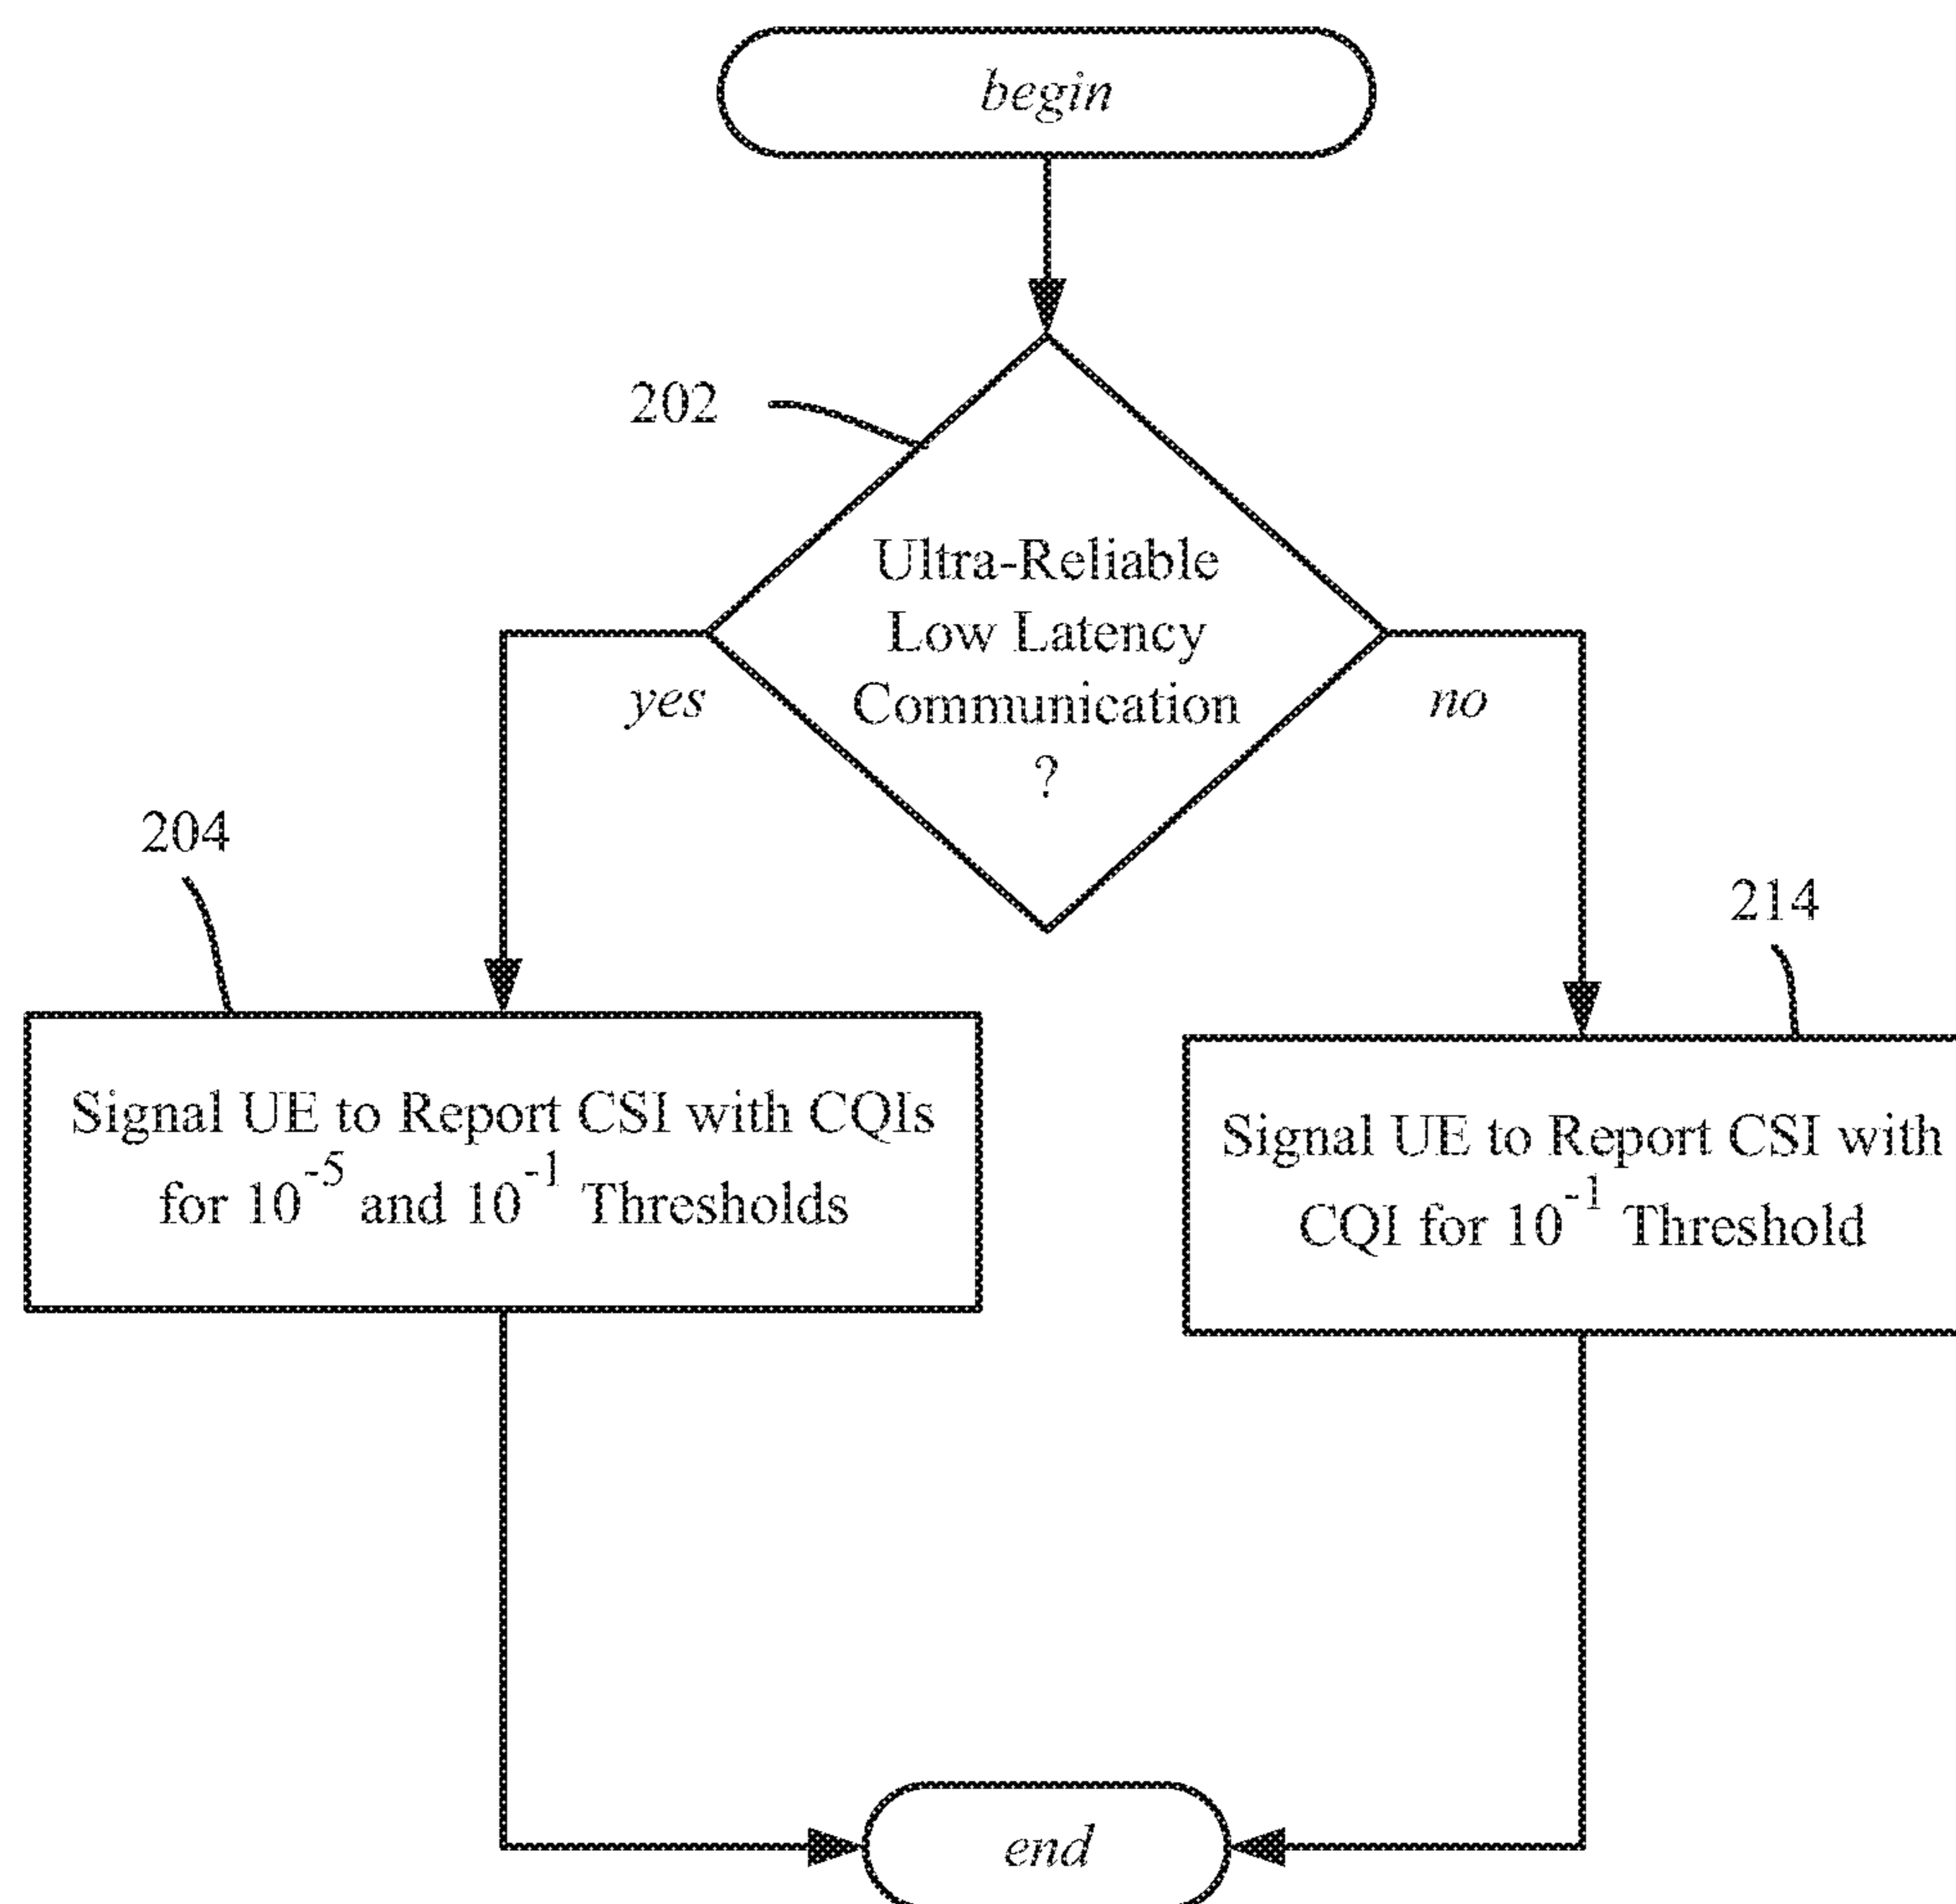 begin
202
Ultra-Reliable
Low Latency
Communication
?
yes
no
204
214
Signal UE to Report CSI with CQIs
for 10^-5 and 10^-1 Thresholds
Signal UE to Report CSI with
CQI for 10^-1 Threshold
end